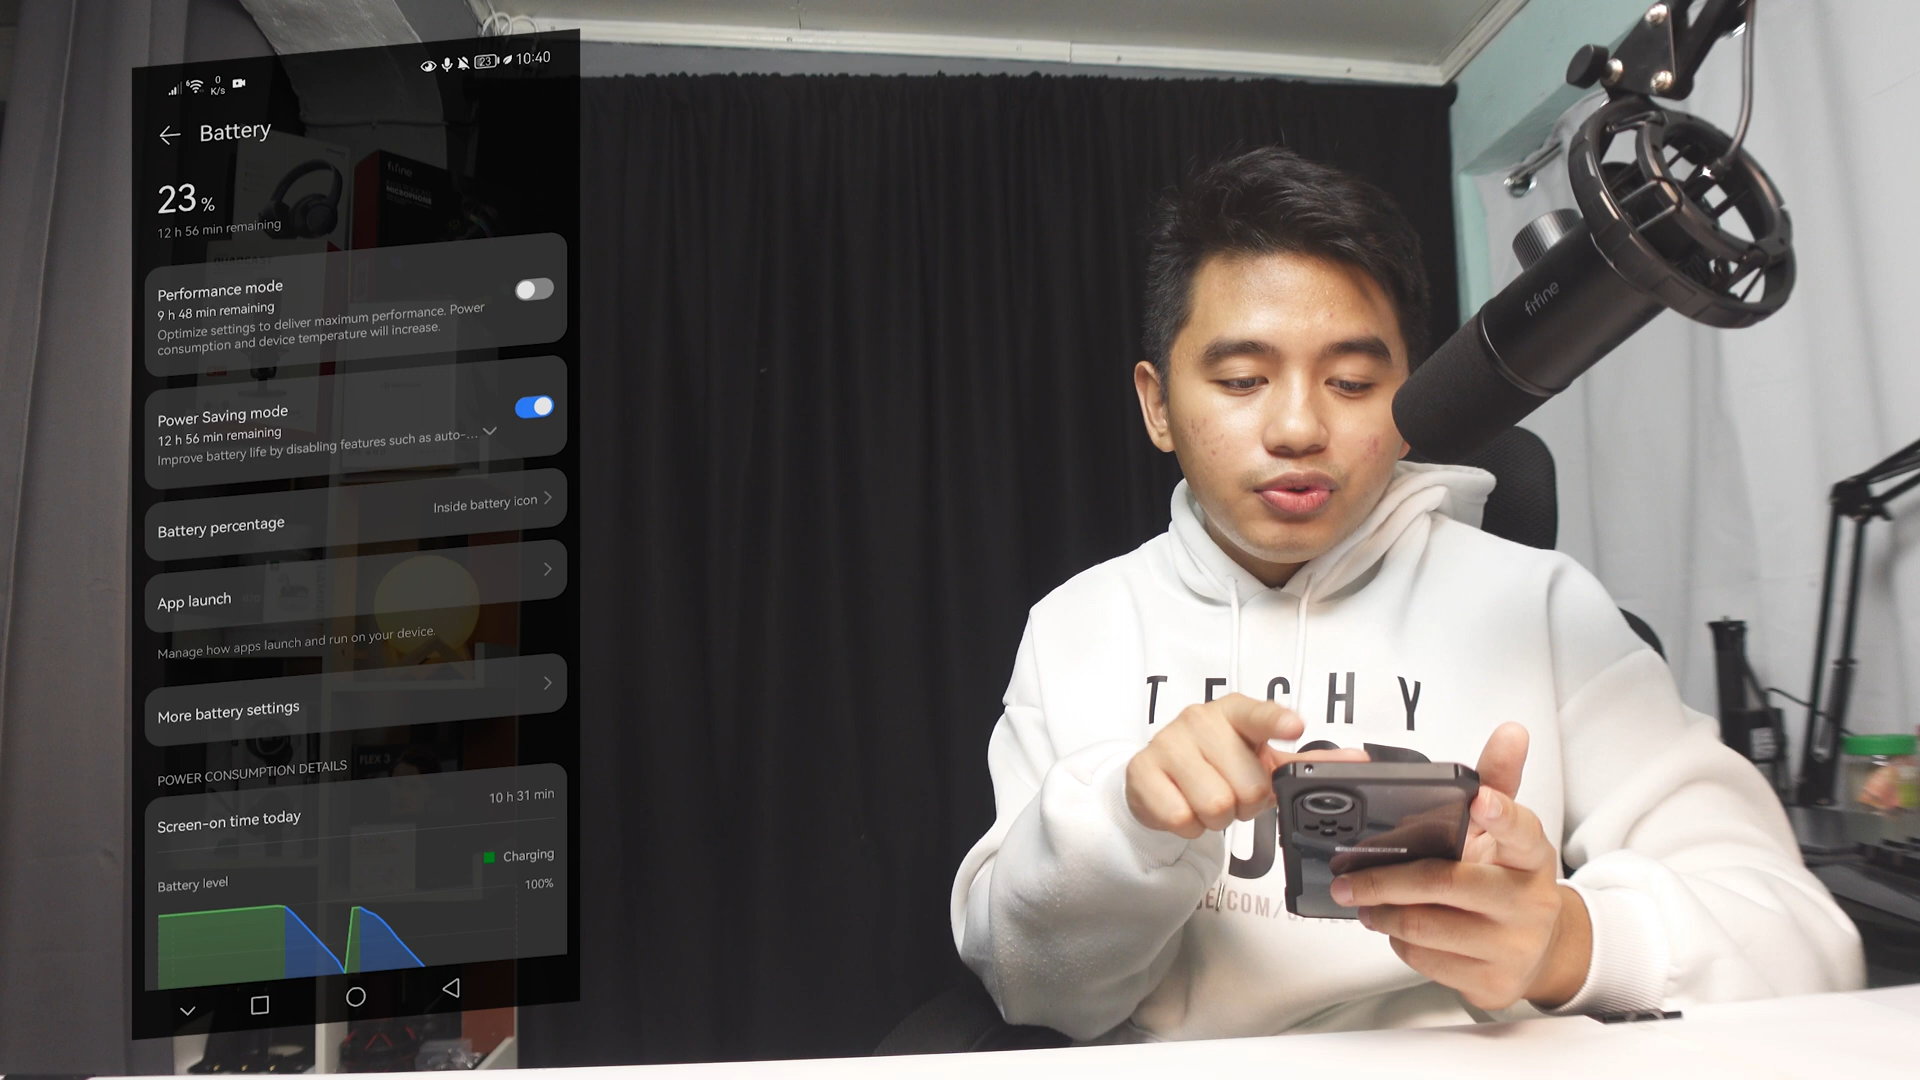 0
K/s
23
10:40
Battery
23 %
12 h 56 min remaining
Performance mode
9 h 48 min remaining
Optimize settings to deliver maximum performance. Power
consumption and device temperature will increase.
Power Saving mode
12 h 56 min remaining
Improve battery life by disabling features such as auto-...
Battery percentage
Inside battery icon
App launch
Manage how apps launch and run on your device.
More battery settings
POWER CONSUMPTION DETAILS
Screen-on time today
10 h 31 min
Charging
Battery level
100%
fifine
MICROPHONE
FLEX 3
fifine
TECHY